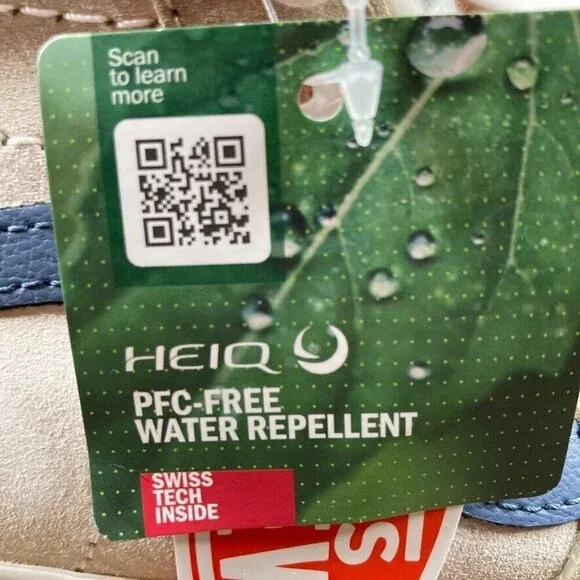 Scan
to learn
more
HEIQ
PFC-FREE
WATER REPELLENT
SWISS
TECH
INSIDE